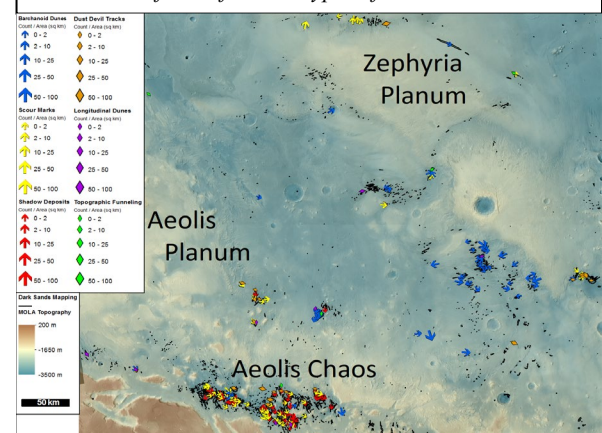 Barchanoid Dunes Dust Devil Tracks
Count / Area (sq km) Count / Area (sq km)
0 - 2 0 - 2
2 - 10 2 - 10
10 - 25 10 - 25
25 - 50 25 - 50
50 - 100 50 - 100
Scour Marks Longitudinal Dunes
Count / Area (sq km) Count / Area (sq km)
0 - 2 0 - 2
2 - 10 2 - 10
10 - 25 10 - 25
25 - 50 25 - 50
50 - 100 50 - 100
Shadow Deposits Topographic Funneling
Count / Area (sq km) Count / Area (sq km)
0 - 2 0 - 2
2 - 10 2 - 10
10 - 25 10 - 25
25 - 50 25 - 50
50 - 100 50 - 100
Dark Sands Mapping
MOLA Topography
200 m
-1650 m
-3500 m
50 km
Zephyria
Planum
Aeolis
Planum
Aeolis Chaos